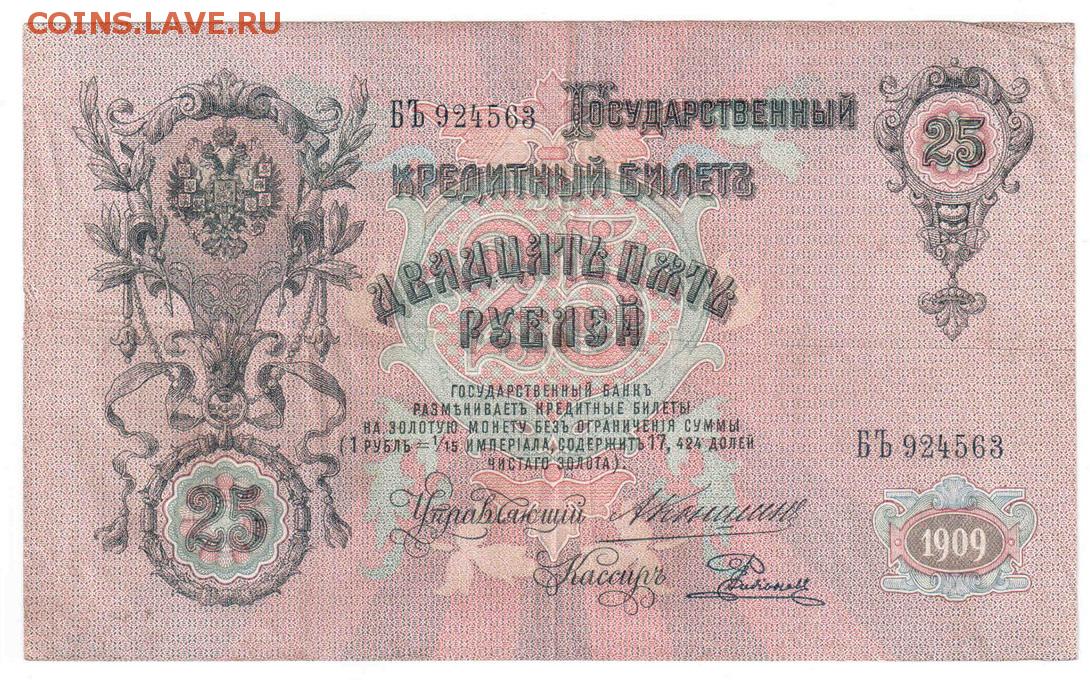 COINS.LAVE.RU
БЪ 924563
ГОСУДАРСТВЕННЫЙ
25
КРЕДИТНЫЙ БИЛЕТЪ
ДВАДЦАТЬ ПЯТЬ
РУБЛЕЙ
25
ГОСУДАРСТВЕННЫЙ БАНКЪ
РАЗМѢНИВАЕТЪ КРЕДИТНЫЕ БИЛЕТЫ
НА ЗОЛОТУЮ МОНЕТУ БЕЗЪ ОГРАНИЧЕНІЯ СУММЫ
(1 РУБЛЬ = 1/15 ИМПЕРІАЛА, СОДЕРЖИТЪ 17, 424 ДОЛЕЙ
ЧИСТАГО ЗОЛОТА).
БЪ 924563
25
Управляющій
Кассиръ
1909